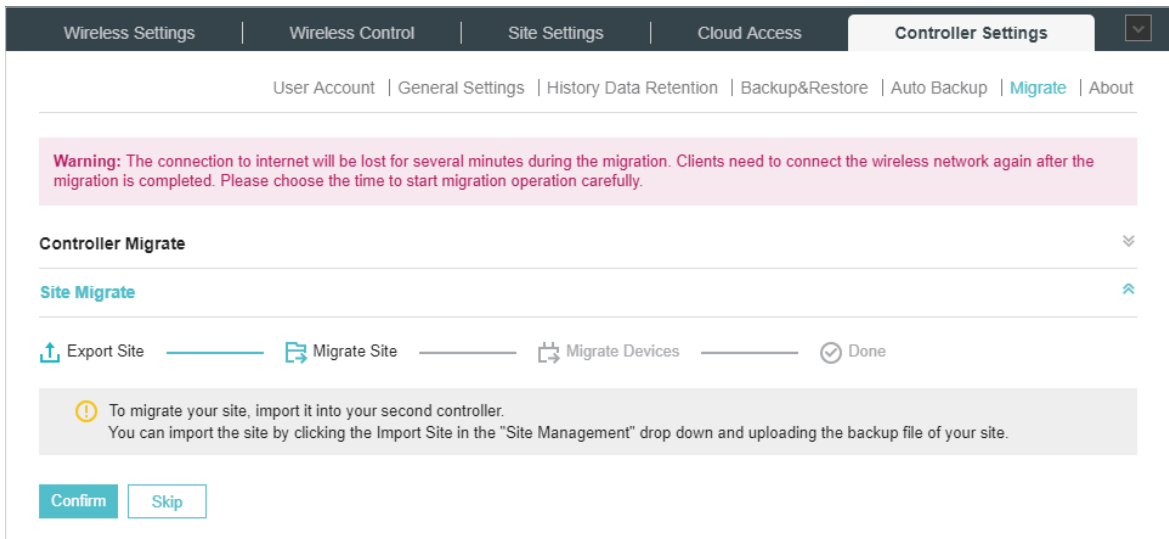 Wireless Settings | Wireless Control | Site Settings | Cloud Access Controller Settings
User Account | General Settings | History Data Retention | Backup&Restore | Auto Backup | Migrate | About
Warning: The connection to internet will be lost for several minutes during the migration. Clients need to connect the wireless network again after the
migration is completed. Please choose the time to start migration operation carefully.
Controller Migrate
Site Migrate
Export Site Migrate Site Migrate Devices Done
To migrate your site, import it into your second controller.
You can import the site by clicking the Import Site in the "Site Management" drop down and uploading the backup file of your site.
Confirm Skip